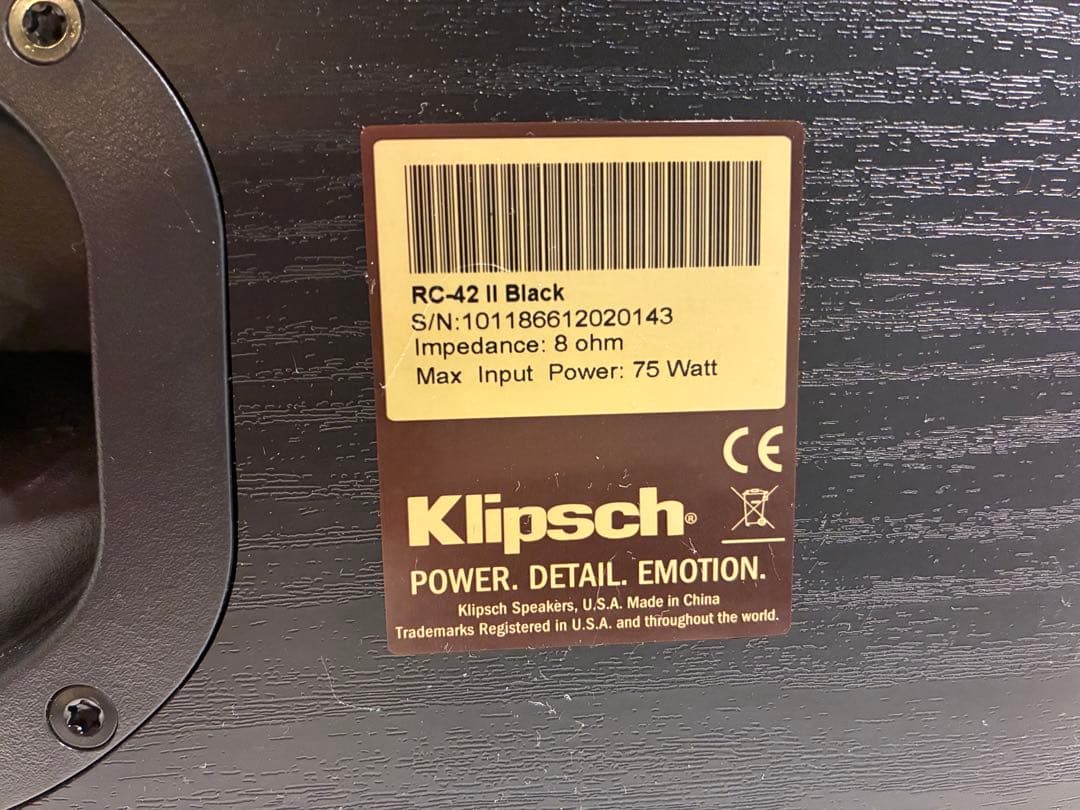 RC-42 II Black
S/N:101186612020143
Impedance: 8 ohm
Max Input Power: 75 Watt
CE
Klipsch®
POWER. DETAIL. EMOTION.
Klipsch Speakers, U.S.A. Made in China
Trademarks Registered in U.S.A. and throughout the world.